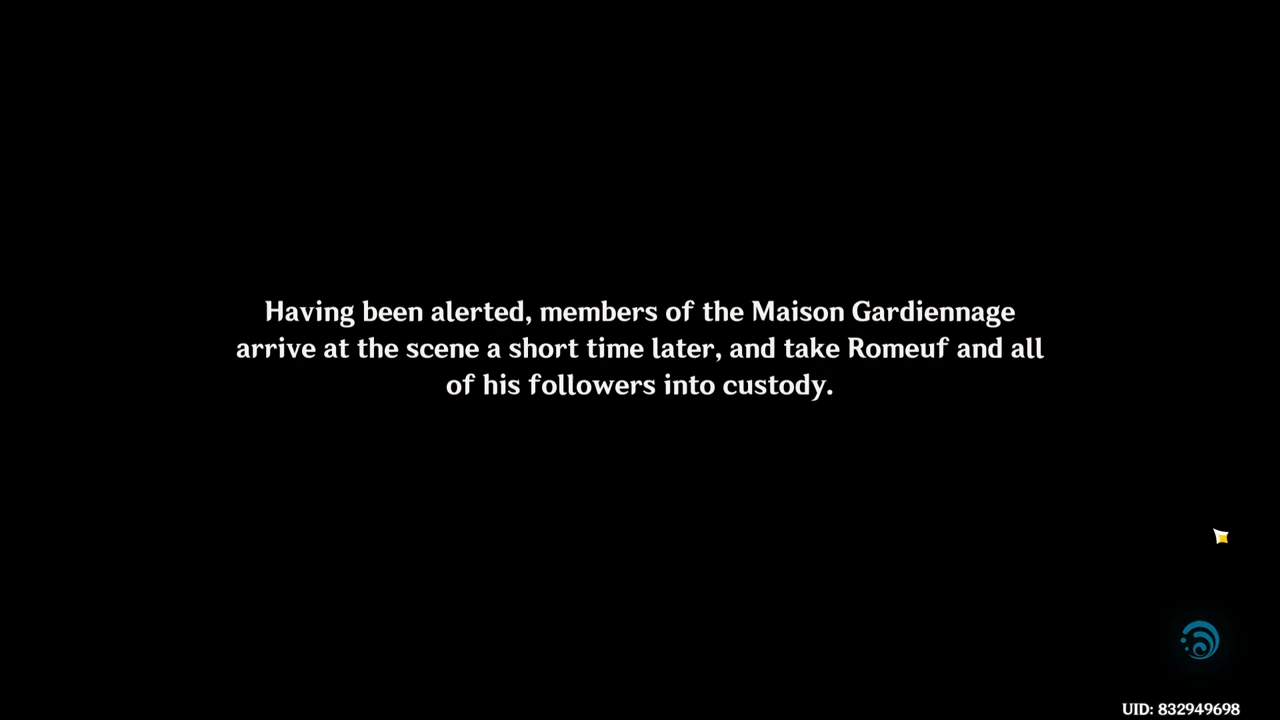 Having been alerted, members of the Maison Gardiennage
arrive at the scene a short time later, and take Romeuf and all
of his followers into custody.
UID: 832949698